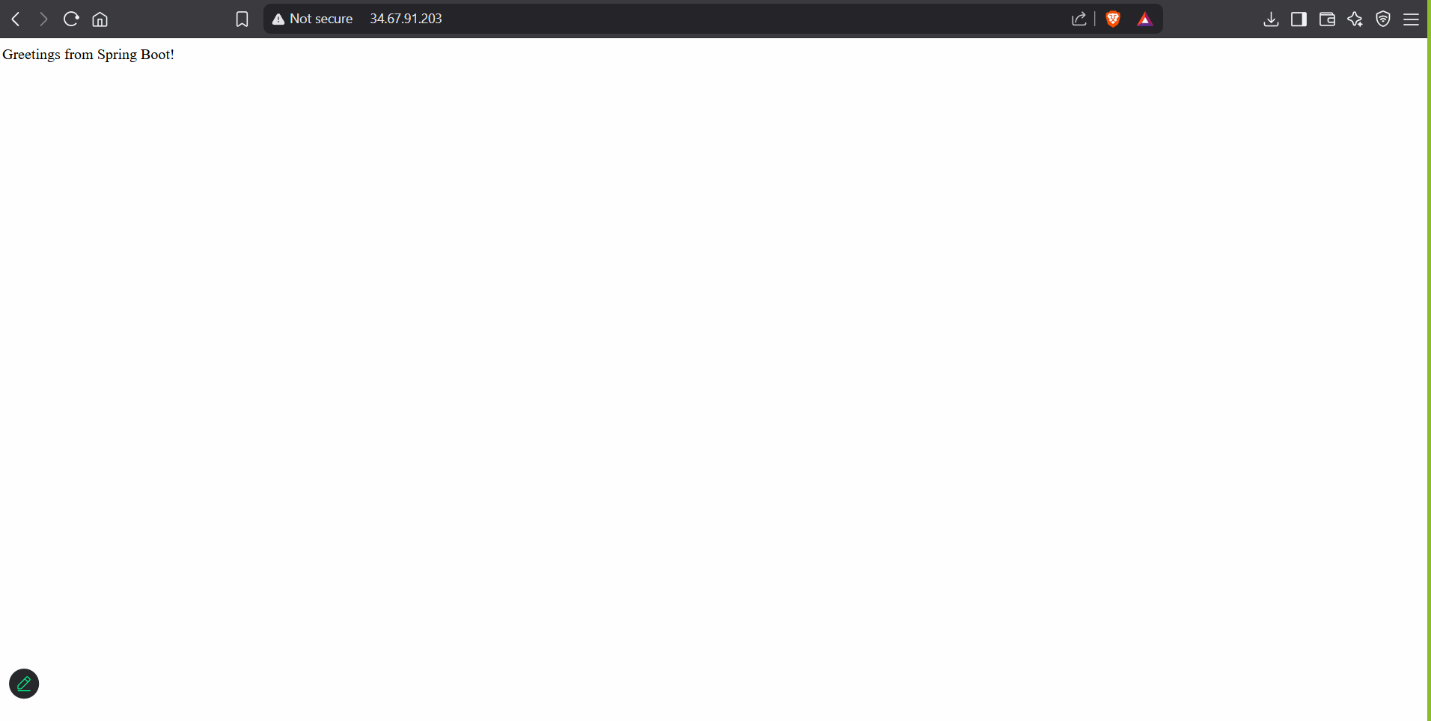 Not secure 34.67.91.203
Greetings from Spring Boot!